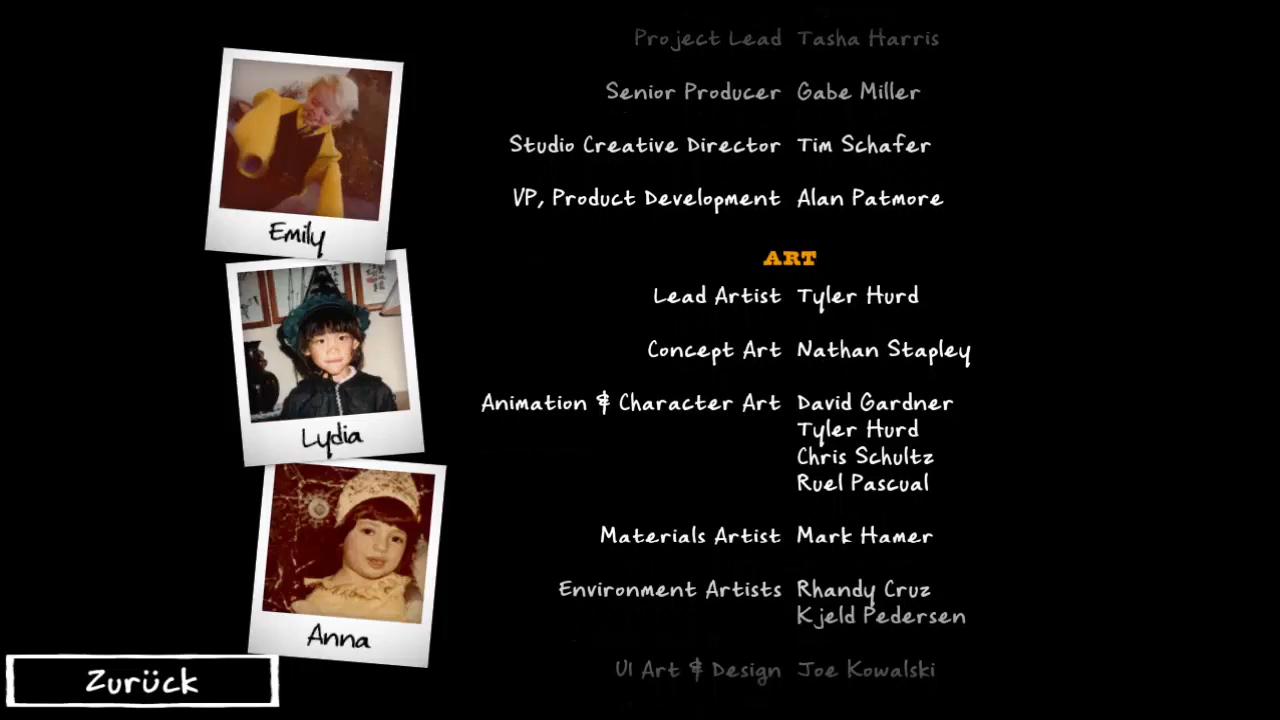 Project Lead Tasha Harris
Senior Producer Gabe Miller
Studio Creative Director Tim Schafer
VP, Product Development Alan Patmore
ART
Lead Artist Tyler Hurd
Concept Art Nathan Stapley
Animation & Character Art David Gardner
Tyler Hurd
Chris Schultz
Ruel Pascual
Materials Artist Mark Hamer
Environment Artists Rhandy Cruz
Kjeld Pedersen
UI Art & Design Joe Kowalski
Emily
Lydia
Anna
Zurück